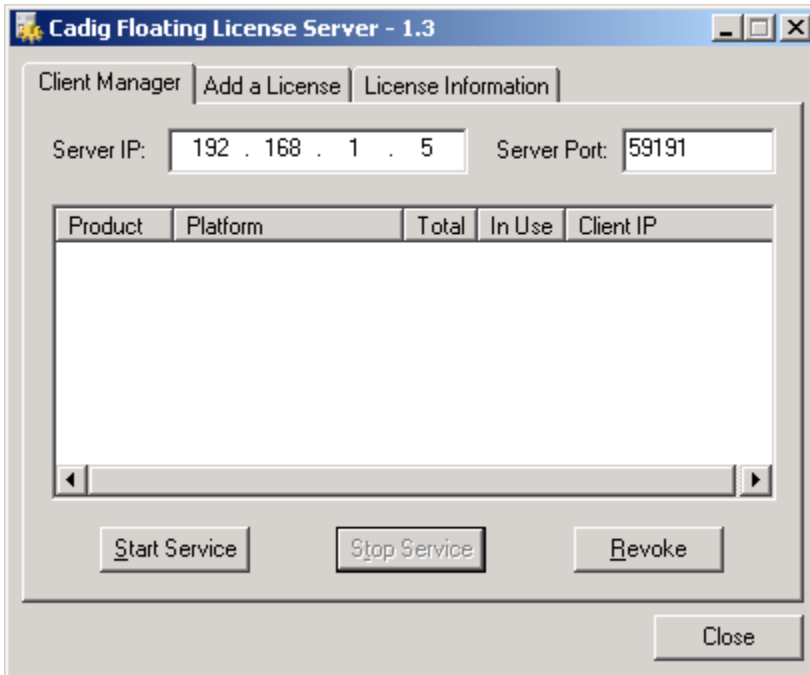 Cadig Floating License Server - 1.3
Client Manager Add a License License Information
Server IP: 192 . 168 . 1 . 5 Server Port: 59191
Product Platform Total In Use Client IP
Start Service Stop Service Revoke
Close